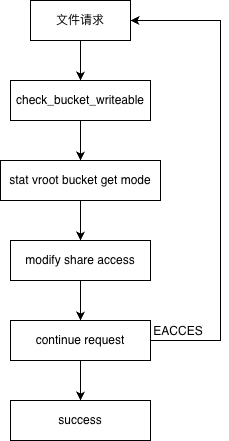 文件请求
check_bucket_writeable
stat vroot bucket get mode
modify share access
continue request
EACCES
success